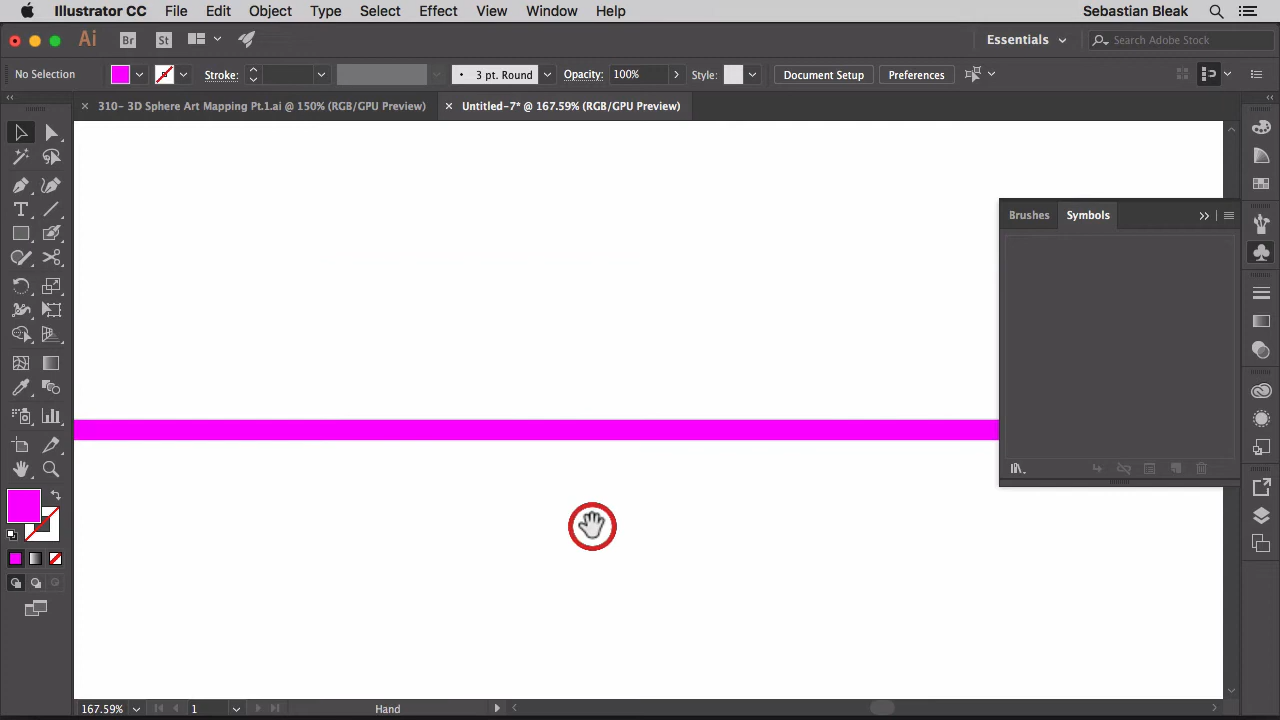 Illustrator CC File Edit Object Type Select Effect View Window Help Sebastian Bleak
Ai Br St Essentials Search Adobe Stock
No Selection Stroke: • 3 pt. Round Opacity: 100% Style: Document Setup Preferences
× 310- 3D Sphere Art Mapping Pt.1.ai @ 150% (RGB/GPU Preview) × Untitled-7* @ 167.59% (RGB/GPU Preview)
Brushes Symbols
167.59% 1 Hand